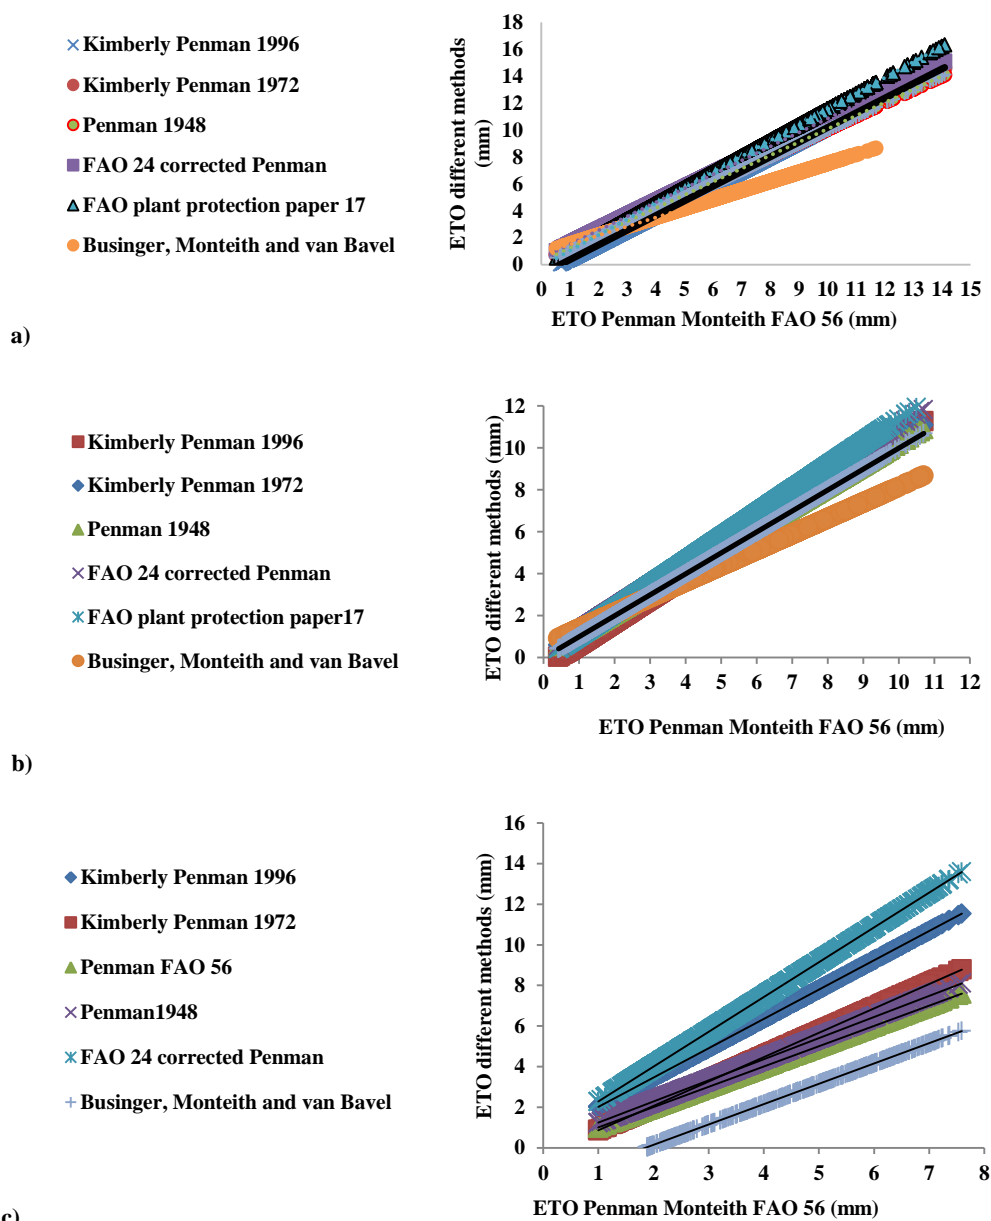 Kimberly Penman 1996
Kimberly Penman 1972
Penman 1948
FAO 24 corrected Penman
FAO plant protection paper 17
Businger, Monteith and van Bavel
ETO different methods
(mm)
18
16
14
12
10
8
6
4
2
0
0 1 2 3 4 5 6 7 8 9 10 11 12 13 14 15
ETO Penman Monteith FAO 56 (mm)
a)
Kimberly Penman 1996
Kimberly Penman 1972
Penman 1948
FAO 24 corrected Penman
FAO plant protection paper17
Businger, Monteith and van Bavel
ETO different methods (mm)
12
10
8
6
4
2
0
0 1 2 3 4 5 6 7 8 9 10 11 12
ETO Penman Monteith FAO 56 (mm)
b)
Kimberly Penman 1996
Kimberly Penman 1972
Penman FAO 56
Penman1948
FAO 24 corrected Penman
Businger, Monteith and van Bavel
ETO different methods (mm)
16
14
12
10
8
6
4
2
0
0 1 2 3 4 5 6 7 8
ETO Penman Monteith FAO 56 (mm)
c)